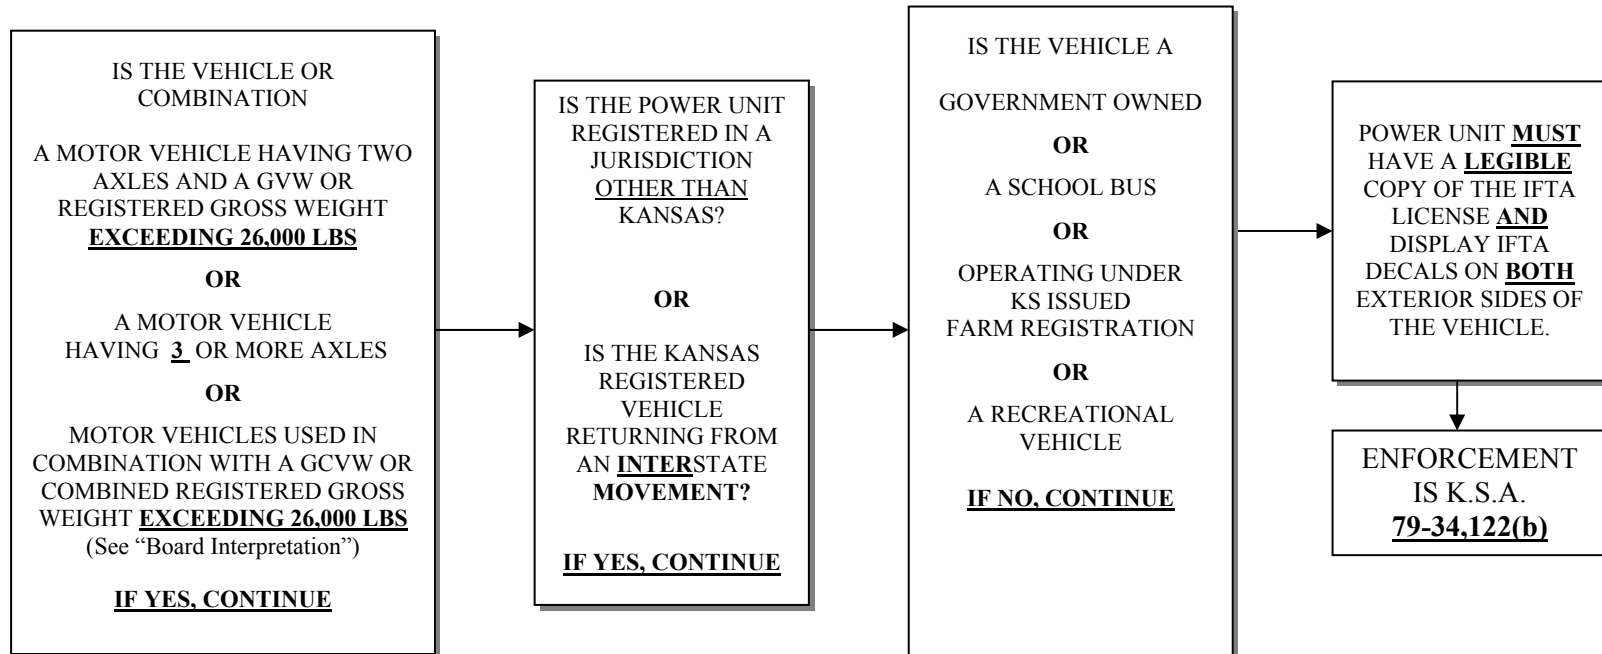 IS THE VEHICLE OR
COMBINATION
A MOTOR VEHICLE HAVING TWO
AXLES AND A GVW OR
REGISTERED GROSS WEIGHT
EXCEEDING 26,000 LBS
OR
A MOTOR VEHICLE
HAVING 3 OR MORE AXLES
OR
MOTOR VEHICLES USED IN
COMBINATION WITH A GCVW OR
COMBINED REGISTERED GROSS
WEIGHT EXCEEDING 26,000 LBS
(See “Board Interpretation”)
IF YES, CONTINUE
IS THE POWER UNIT
REGISTERED IN A
JURISDICTION
OTHER THAN
KANSAS?
OR
IS THE KANSAS
REGISTERED
VEHICLE
RETURNING FROM
AN INTERSTATE
MOVEMENT?
IF YES, CONTINUE
IS THE VEHICLE A
GOVERNMENT OWNED
OR
A SCHOOL BUS
OR
OPERATING UNDER
KS ISSUED
FARM REGISTRATION
OR
A RECREATIONAL
VEHICLE
IF NO, CONTINUE
POWER UNIT MUST
HAVE A LEGIBLE
COPY OF THE IFTA
LICENSE AND
DISPLAY IFTA
DECALS ON BOTH
EXTERIOR SIDES OF
THE VEHICLE.
ENFORCEMENT
IS K.S.A.
79-34,122(b)